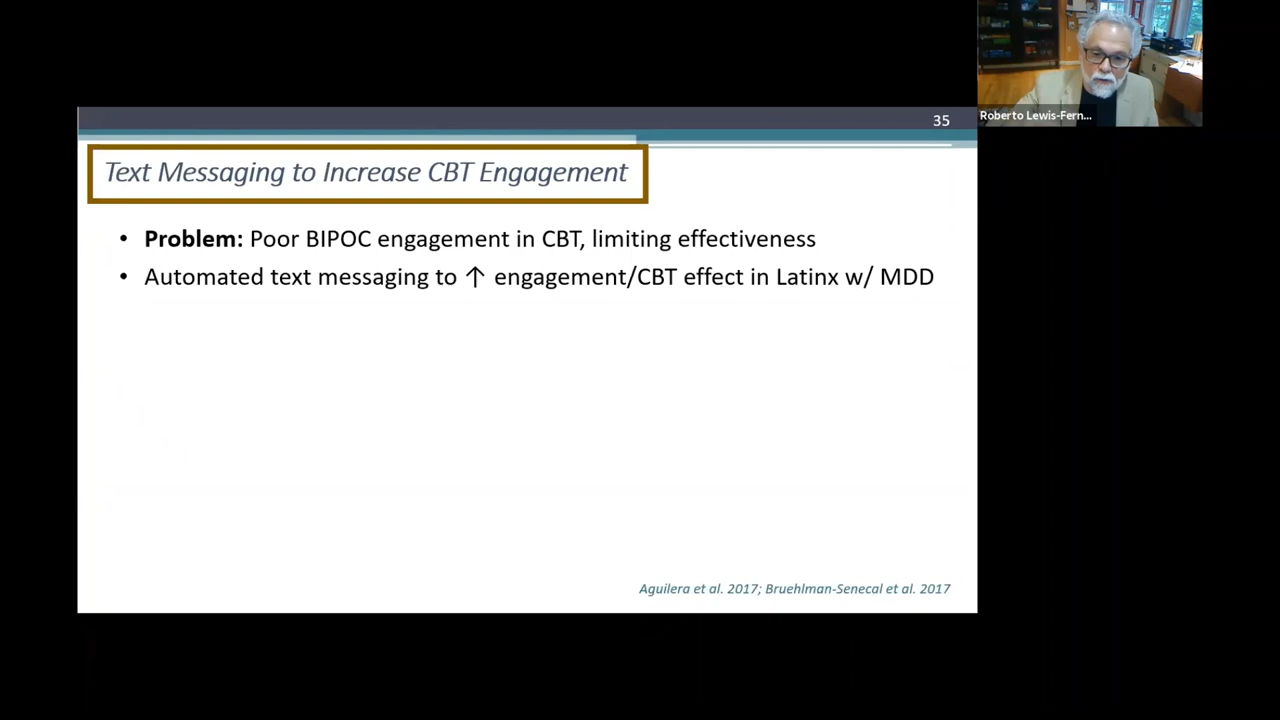 Roberto Lewis-Fern...
35
Text Messaging to Increase CBT Engagement
• Problem: Poor BIPOC engagement in CBT, limiting effectiveness
• Automated text messaging to ↑ engagement/CBT effect in Latinx w/ MDD
Aguilera et al. 2017; Bruehlman-Senecal et al. 2017